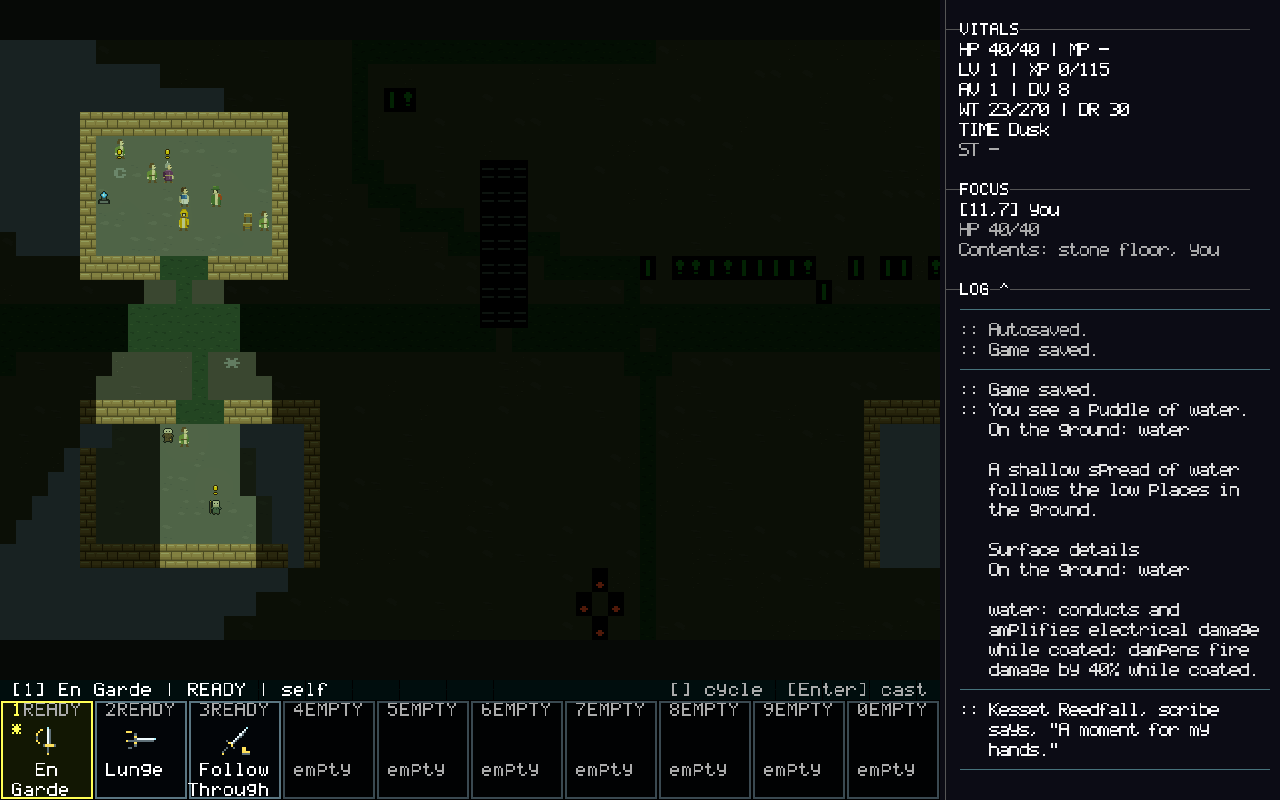 VITALS
HP 40/40 | MP -
LV 1 | XP 0/115
AV 1 | DV 8
WT 23/270 | DR 30
TIME Dusk
ST -
FOCUS
[11,7] You
HP 40/40
Contents: stone floor, You
LOG ^
:: Autosaved.
:: Game saved.
:: Game saved.
:: You see a Puddle of water.
On the ground: water
A shallow spread of water
follows the low places in
the ground.
Surface details
On the ground: water
water: conducts and
amplifies electrical damage
while coated; dampens fire
damage by 40% while coated.
:: Kesset Reedfall, scribe
says, "A moment for my
hands."
[1] En Garde | READY | self
[] cycle [Enter] cast
1READY 2READY 3READY 4EMPTY 5EMPTY 6EMPTY 7EMPTY 8EMPTY 9EMPTY 0EMPTY
*
En Garde
Lunge
Follow Through
empty empty empty empty empty empty empty
c